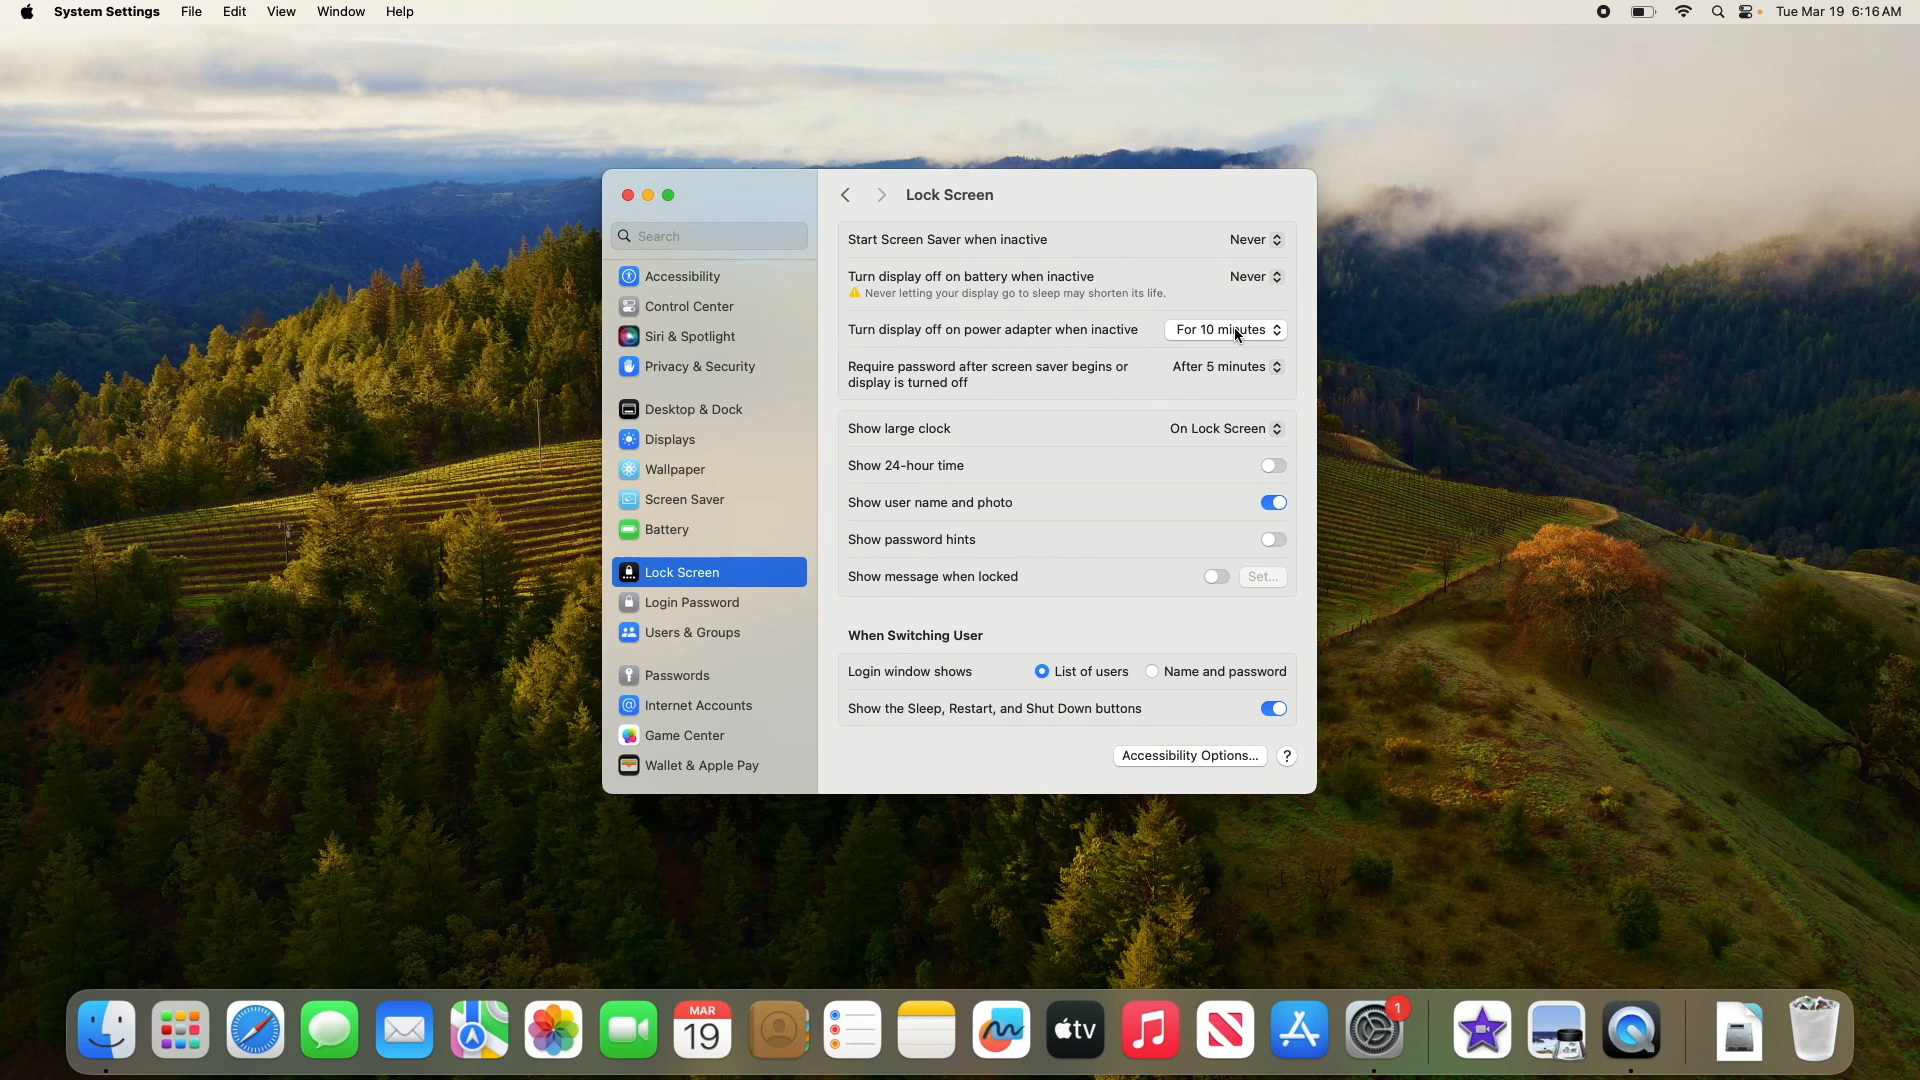 System Settings File Edit View Window Help Tue Mar 19 6:16 AM
Lock Screen
Search
Accessibility
Control Center
Siri & Spotlight
Privacy & Security
Desktop & Dock
Displays
Wallpaper
Screen Saver
Battery
Lock Screen
Login Password
Users & Groups
Passwords
Internet Accounts
Game Center
Wallet & Apple Pay
Start Screen Saver when inactive Never
Turn display off on battery when inactive Never
Never letting your display go to sleep may shorten its life.
Turn display off on power adapter when inactive For 10 minutes
Require password after screen saver begins or After 5 minutes
display is turned off
Show large clock On Lock Screen
Show 24-hour time
Show user name and photo
Show password hints
Show message when locked Set...
When Switching User
Login window shows List of users Name and password
Show the Sleep, Restart, and Shut Down buttons
Accessibility Options... ?
MAR
19
tv
1